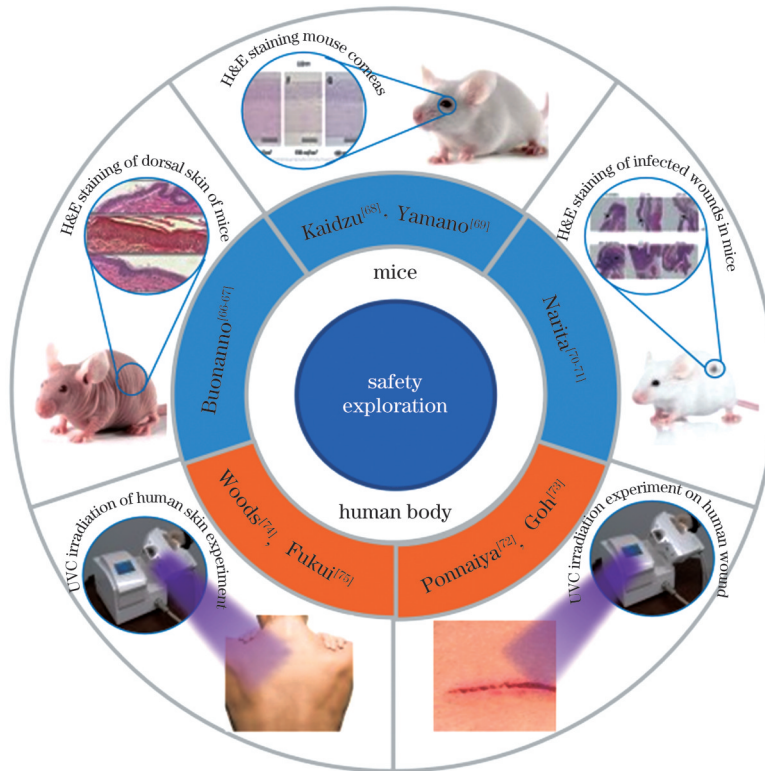 H&E staining mouse corneas
H&E staining of dorsal skin of mice
H&E staining of infected wounds in mice
Kaidzu[68], Yamano[69]
Buonanno[66-67]
Narita[70-71]
mice
safety
exploration
human body
Woods[74], Fukui[75]
Ponnaiya[72], Goh[73]
UVC irradiation of human skin experiment
UVC irradiation experiment on human wound